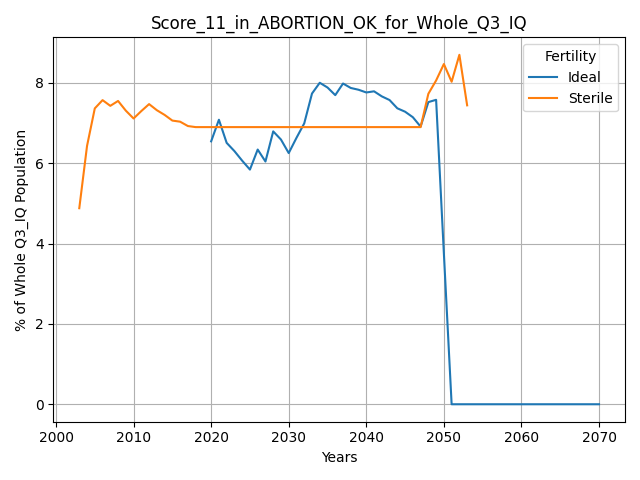 Score_11_in_ABORTION_OK_for_Whole_Q3_IQ
Fertility
Ideal
Sterile
% of Whole Q3_IQ Population
8
6
4
2
0
2000 2010 2020 2030 2040 2050 2060 2070
Years